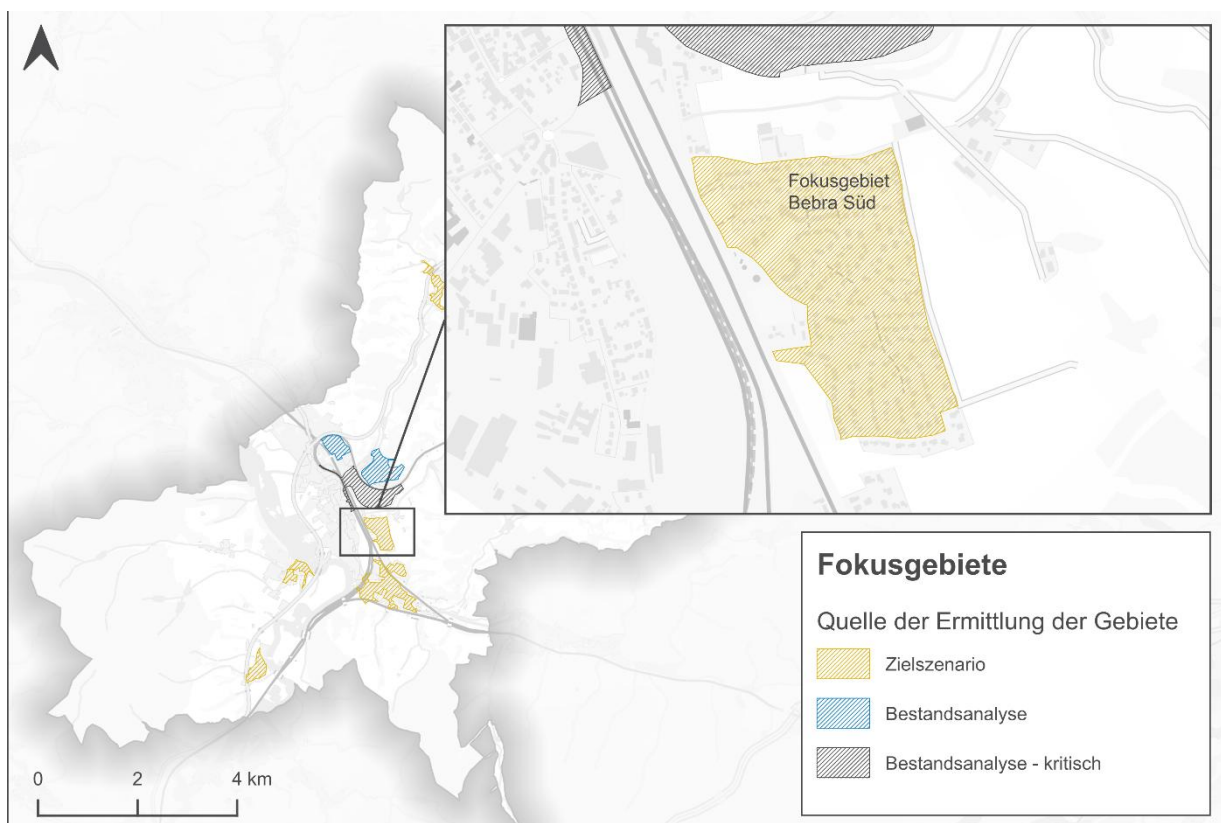 Fokusgebiet
Bebra Süd
Fokusgebiete
Quelle der Ermittlung der Gebiete
Zielszenario
Bestandsanalyse
Bestandsanalyse - kritisch
0 2 4 km